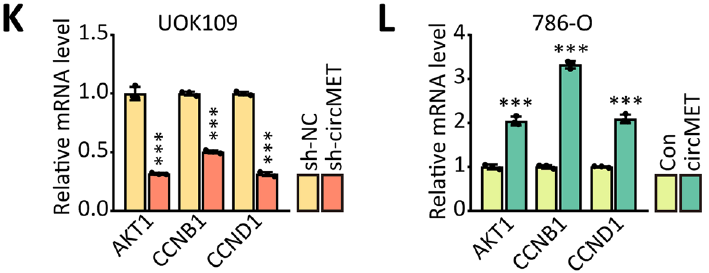 K
UOK109
Relative mRNA level
1.5
1.0
0.5
0.0
***
***
***
AKT1
CCNB1
CCND1
sh-NC
sh-circMET
L
786-O
Relative mRNA level
4
3
2
1
0
***
***
***
AKT1
CCNB1
CCND1
Con
circMET